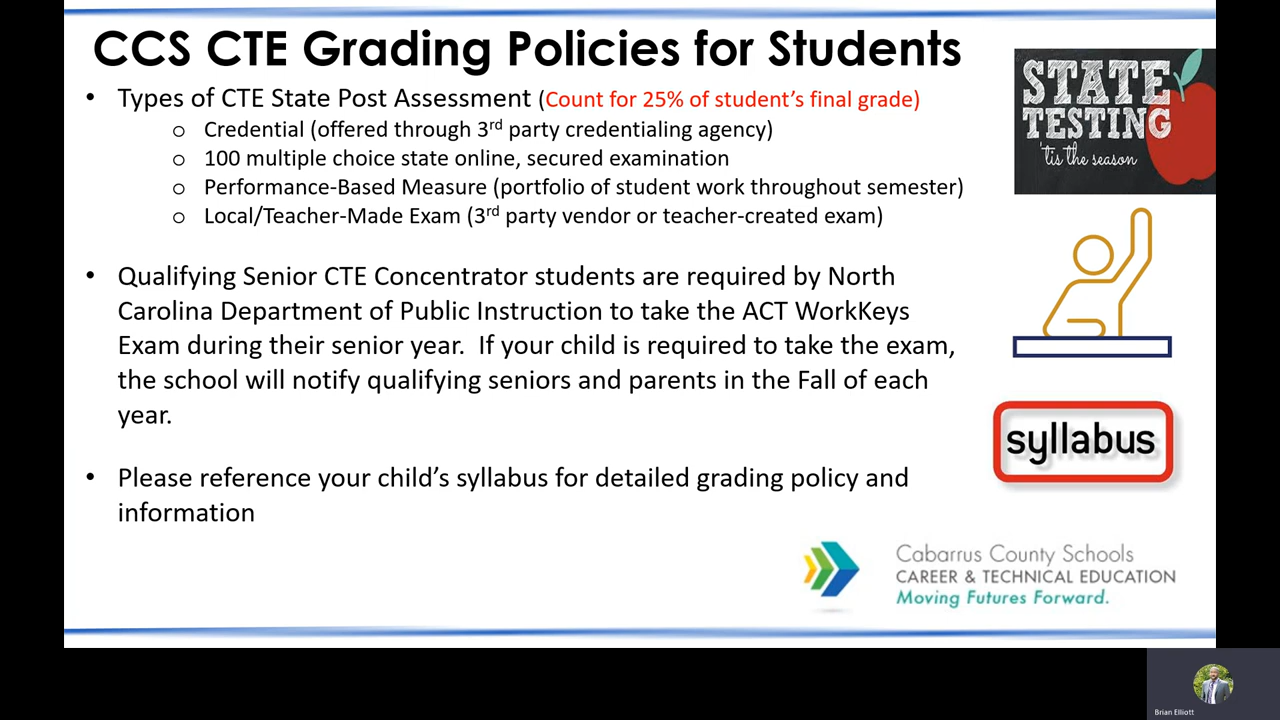 CCS CTE Grading Policies for Students
• Types of CTE State Post Assessment (Count for 25% of student's final grade)
o Credential (offered through 3rd party credentialing agency)
o 100 multiple choice state online, secured examination
o Performance-Based Measure (portfolio of student work throughout semester)
o Local/Teacher-Made Exam (3rd party vendor or teacher-created exam)
• Qualifying Senior CTE Concentrator students are required by North
Carolina Department of Public Instruction to take the ACT WorkKeys
Exam during their senior year.  If your child is required to take the exam,
the school will notify qualifying seniors and parents in the Fall of each
year.
• Please reference your child's syllabus for detailed grading policy and
information
STATE
TESTING
'tis the season
syllabus
Cabarrus County Schools
CAREER & TECHNICAL EDUCATION
Moving Futures Forward.
Brian Elliott